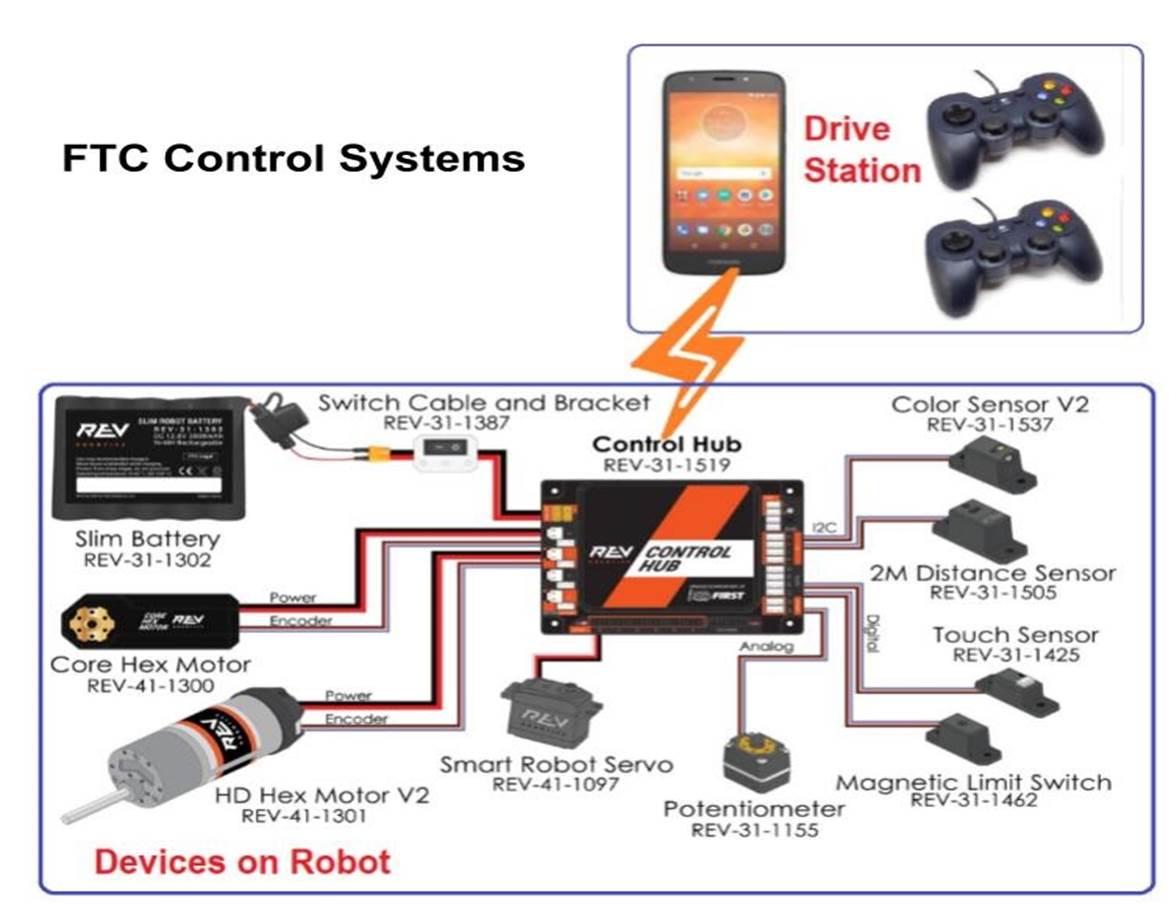 FTC Control Systems
Drive
Station
Switch Cable and Bracket
REV-31-1387
Control Hub
REV-31-1519
Color Sensor V2
REV-31-1537
REV
SLIM ROBOT BATTERY
Slim Battery
REV-31-1302
REV
CONTROL
HUB
FIRST
I2C
2M Distance Sensor
REV-31-1505
Power
Encoder
CORE
HEX
MOTOR
REV
Core Hex Motor
REV-41-1300
Analog
Digital
Touch Sensor
REV-31-1425
Power
Encoder
REV
REV
HD Hex Motor V2
REV-41-1301
Smart Robot Servo
REV-41-1097
Potentiometer
REV-31-1155
Magnetic Limit Switch
REV-31-1462
Devices on Robot